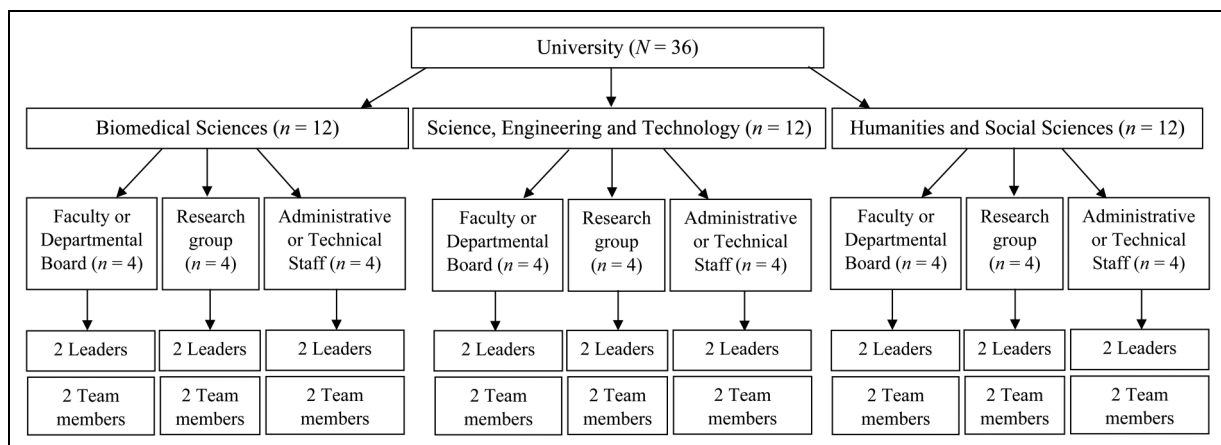 University (N = 36)
Biomedical Sciences (n = 12)
Science, Engineering and Technology (n = 12)
Humanities and Social Sciences (n = 12)
Faculty or
Departmental
Board (n = 4)
Research
group
(n = 4)
Administrative
or Technical
Staff (n = 4)
Faculty or
Departmental
Board (n = 4)
Research
group
(n = 4)
Administrative
or Technical
Staff (n = 4)
Faculty or
Departmental
Board (n = 4)
Research
group
(n = 4)
Administrative
or Technical
Staff (n = 4)
2 Leaders
2 Leaders
2 Leaders
2 Leaders
2 Leaders
2 Leaders
2 Leaders
2 Leaders
2 Leaders
2 Team
members
2 Team
members
2 Team
members
2 Team
members
2 Team
members
2 Team
members
2 Team
members
2 Team
members
2 Team
members